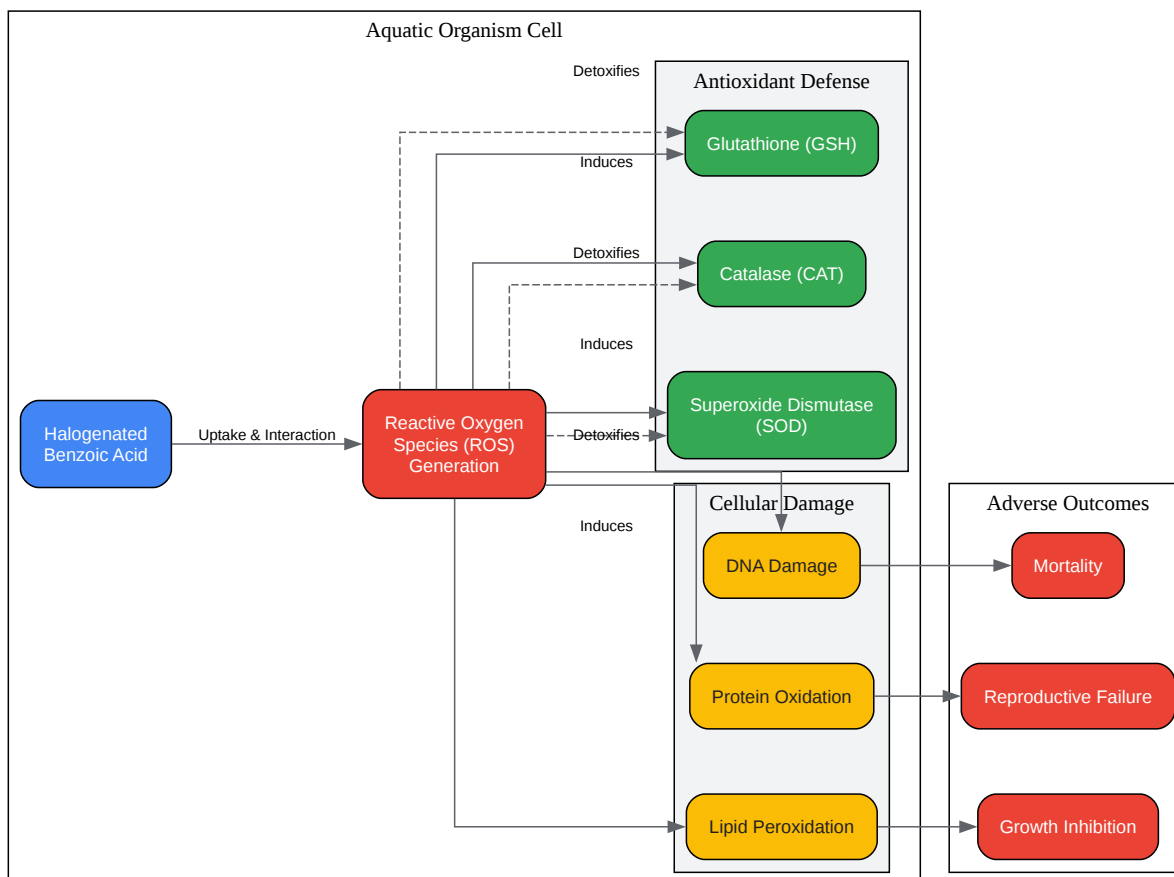 Aquatic Organism Cell
Detoxifies
Antioxidant Defense
Glutathione (GSH)
Induces
Detoxifies
Catalase (CAT)
Induces
Superoxide Dismutase
(SOD)
Detoxifies
Halogenated
Benzoic Acid
Uptake & Interaction
Reactive Oxygen
Species (ROS)
Generation
Induces
Cellular Damage
DNA Damage
Protein Oxidation
Lipid Peroxidation
Adverse Outcomes
Mortality
Reproductive Failure
Growth Inhibition